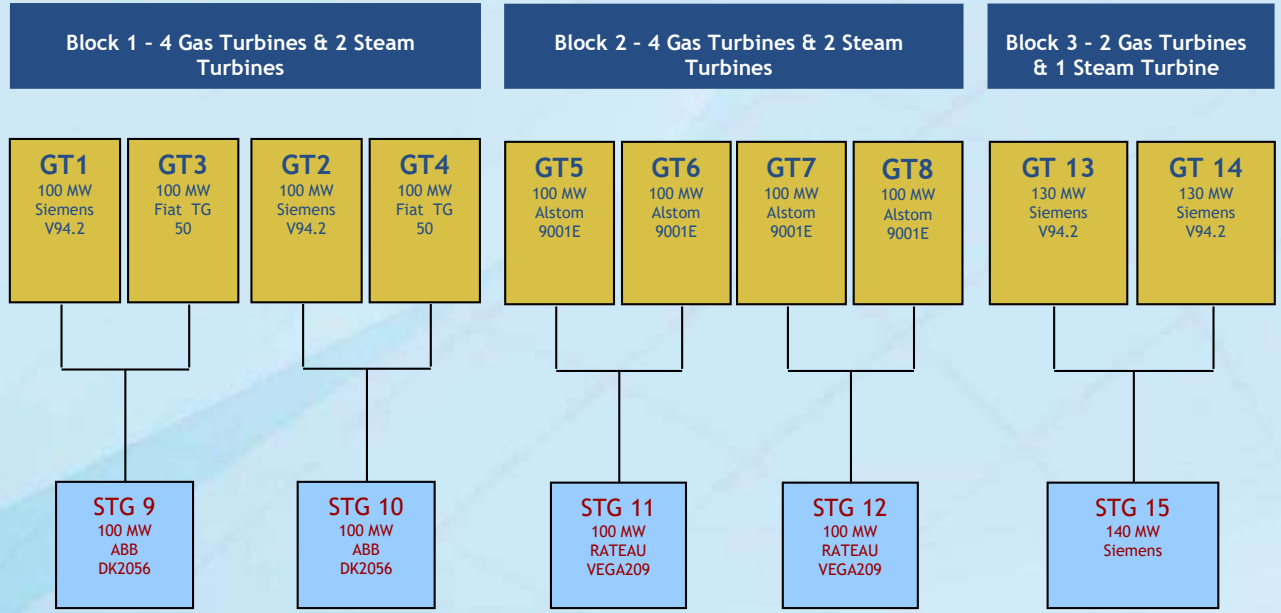 Block 1 – 4 Gas Turbines & 2 Steam
Turbines
Block 2 – 4 Gas Turbines & 2 Steam
Turbines
Block 3 – 2 Gas Turbines
& 1 Steam Turbine
GT1
100 MW
Siemens
V94.2
GT3
100 MW
Fiat TG
50
GT2
100 MW
Siemens
V94.2
GT4
100 MW
Fiat TG
50
GT5
100 MW
Alstom
9001E
GT6
100 MW
Alstom
9001E
GT7
100 MW
Alstom
9001E
GT8
100 MW
Alstom
9001E
GT 13
130 MW
Siemens
V94.2
GT 14
130 MW
Siemens
V94.2
STG 9
100 MW
ABB
DK2056
STG 10
100 MW
ABB
DK2056
STG 11
100 MW
RATEAU
VEGA209
STG 12
100 MW
RATEAU
VEGA209
STG 15
140 MW
Siemens